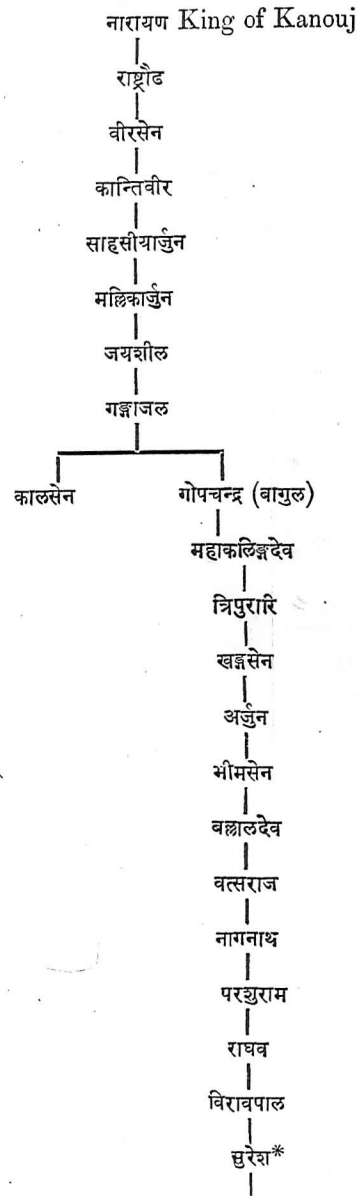 नारायण King of Kanouj
राष्ट्रौढ
वीरसेन
कान्तिवीर
साहसीयार्जुन
मल्लिकार्जुन
जयशील
गङ्गाजल
कालसेन गोपचन्द्र (बागुल)
महाकलिङ्गदेव
त्रिपुरारि
खड्गसेन
अर्जुन
भीमसेन
बल्लालदेव
वत्सराज
नागनाथ
परशुराम
राघव
विरावपाल
सुरेश*